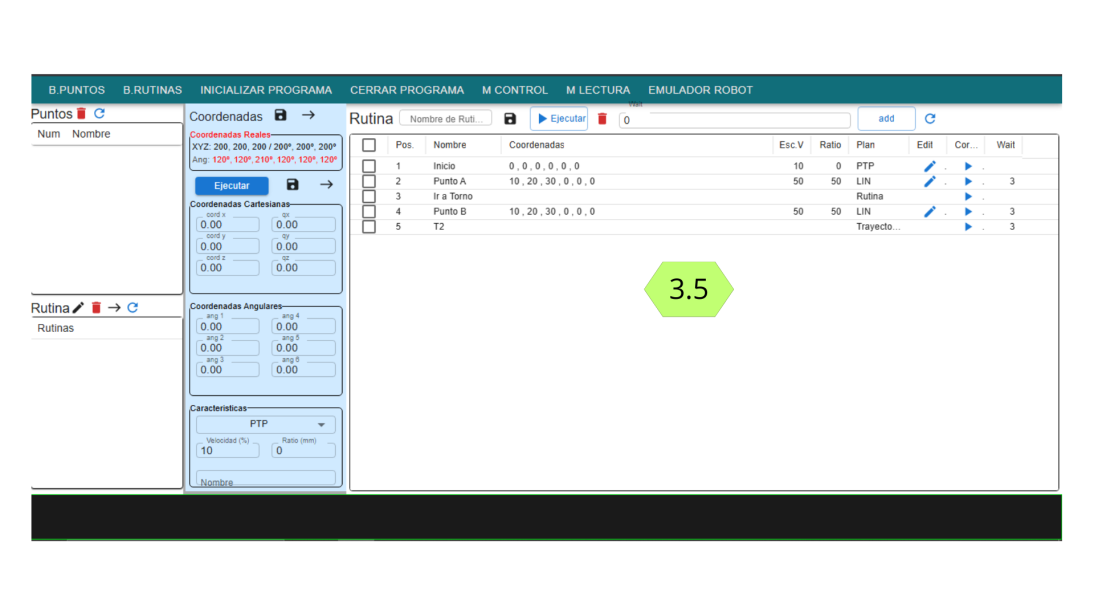 B.PUNTOS B.RUTINAS INICIALIZAR PROGRAMA CERRAR PROGRAMA M CONTROL M LECTURA EMULADOR ROBOT
Puntos
Num Nombre
Rutina
Rutinas
Coordenadas
Coordenadas Reales
XYZ: 200, 200, 200 / 200º, 200º, 200º
Ang: 120º, 120º, 210º, 120º, 120º, 120º
Ejecutar
Coordenadas Cartesianas
cord x qx
0.00 0.00
cord y qy
0.00 0.00
cord z qz
0.00 0.00
Coordenadas Angulares
ang 1 ang 4
0.00 0.00
ang 2 ang 5
0.00 0.00
ang 3 ang 6
0.00 0.00
Caracteristicas
PTP
Velocidad (%) Ratio (mm)
10 0
Nombre
Rutina Nombre de Ruti... Ejecutar Wait 0 add
Pos. Nombre Coordenadas Esc.V Ratio Plan Edit Cor... Wait
1 Inicio 0 , 0 , 0 , 0 , 0 , 0 10 0 PTP .  .
2 Punto A 10 , 20 , 30 , 0 , 0 , 0 50 50 LIN . . 3
3 Ir a Torno Rutina .
4 Punto B 10 , 20 , 30 , 0 , 0 , 0 50 50 LIN . . 3
5 T2 Trayecto... . 3
3.5